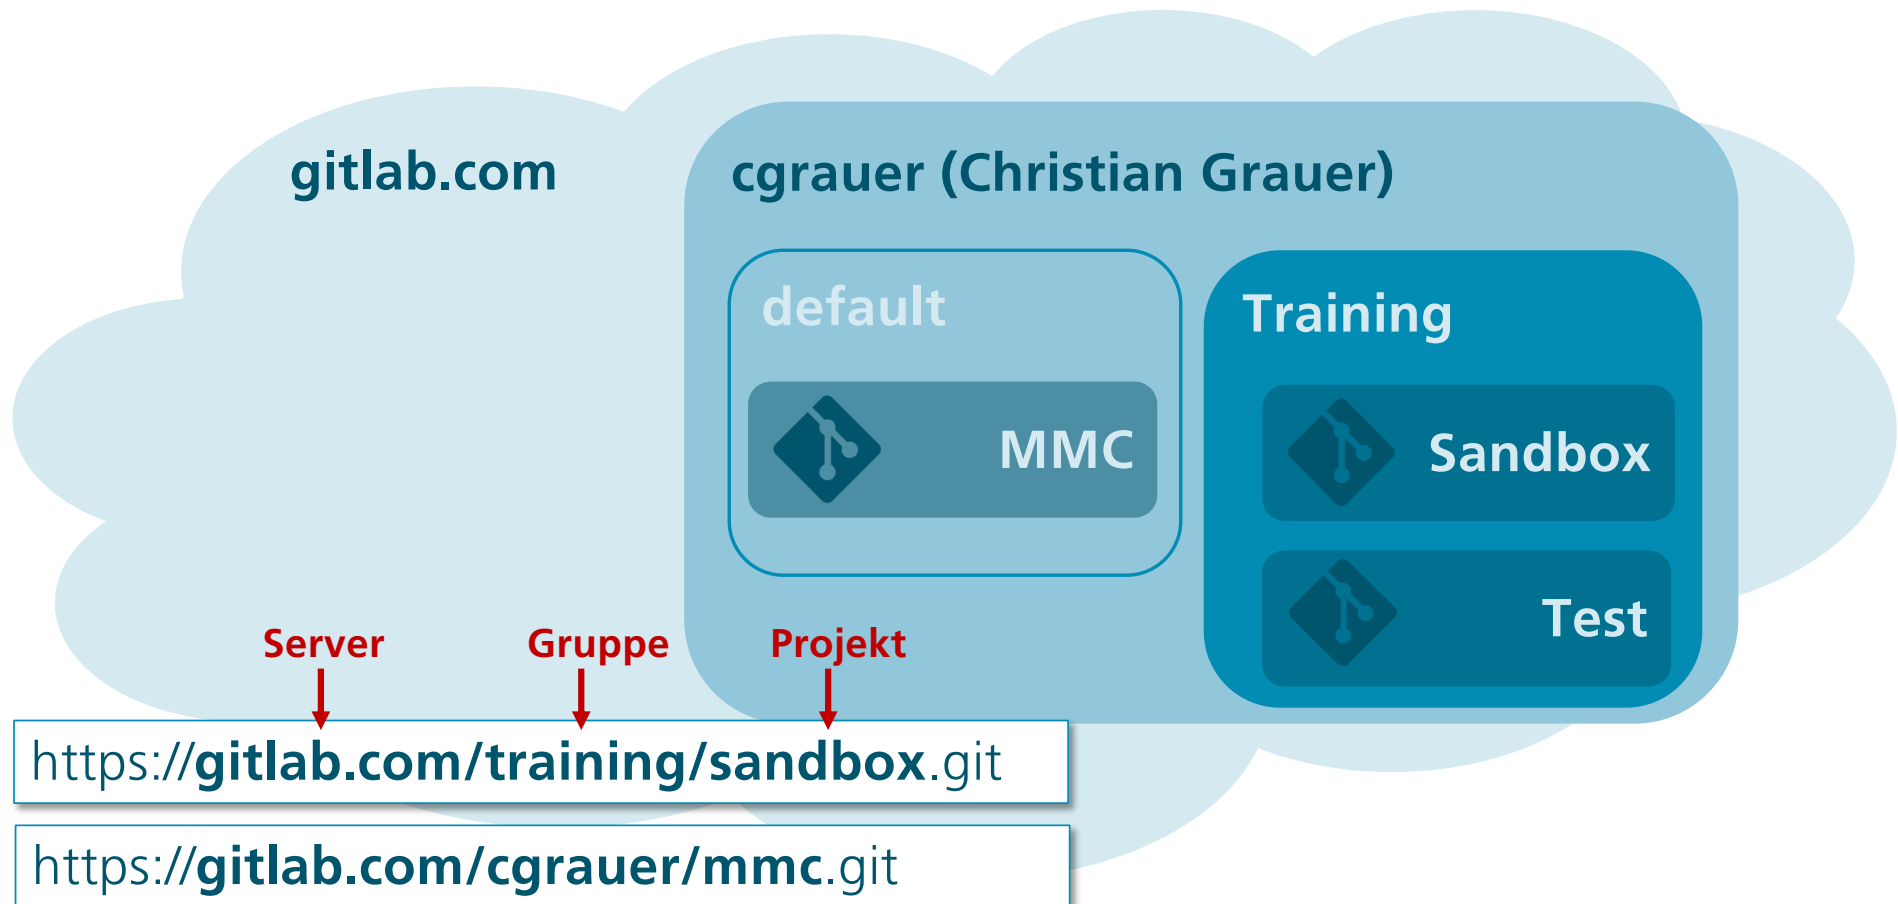 gitlab.com
cgrauer (Christian Grauer)
default
Training
MMC
Sandbox
Test
Server
Gruppe
Projekt
https://gitlab.com/training/sandbox.git
https://gitlab.com/cgrauer/mmc.git